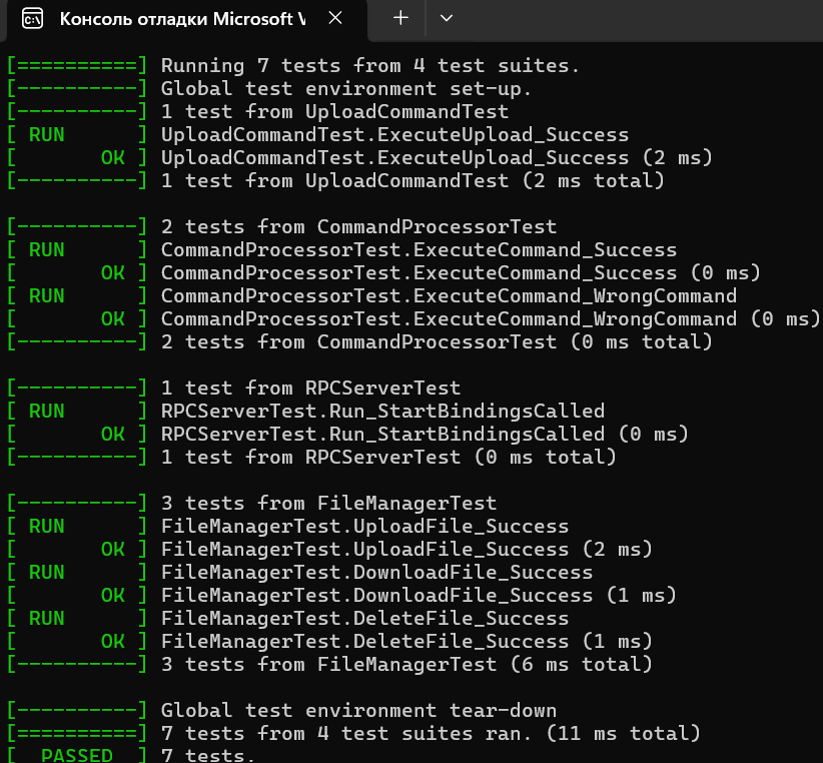 Консоль отладки Microsoft V
[==========] Running 7 tests from 4 test suites.
[----------] Global test environment set-up.
[----------] 1 test from UploadCommandTest
[ RUN      ] UploadCommandTest.ExecuteUpload_Success
[       OK ] UploadCommandTest.ExecuteUpload_Success (2 ms)
[----------] 1 test from UploadCommandTest (2 ms total)
[----------] 2 tests from CommandProcessorTest
[ RUN      ] CommandProcessorTest.ExecuteCommand_Success
[       OK ] CommandProcessorTest.ExecuteCommand_Success (0 ms)
[ RUN      ] CommandProcessorTest.ExecuteCommand_WrongCommand
[       OK ] CommandProcessorTest.ExecuteCommand_WrongCommand (0 ms)
[----------] 2 tests from CommandProcessorTest (0 ms total)
[----------] 1 test from RPCServerTest
[ RUN      ] RPCServerTest.Run_StartBindingsCalled
[       OK ] RPCServerTest.Run_StartBindingsCalled (0 ms)
[----------] 1 test from RPCServerTest (0 ms total)
[----------] 3 tests from FileManagerTest
[ RUN      ] FileManagerTest.UploadFile_Success
[       OK ] FileManagerTest.UploadFile_Success (2 ms)
[ RUN      ] FileManagerTest.DownloadFile_Success
[       OK ] FileManagerTest.DownloadFile_Success (1 ms)
[ RUN      ] FileManagerTest.DeleteFile_Success
[       OK ] FileManagerTest.DeleteFile_Success (1 ms)
[----------] 3 tests from FileManagerTest (6 ms total)
[----------] Global test environment tear-down
[==========] 7 tests from 4 test suites ran. (11 ms total)
[  PASSED  ] 7 tests.